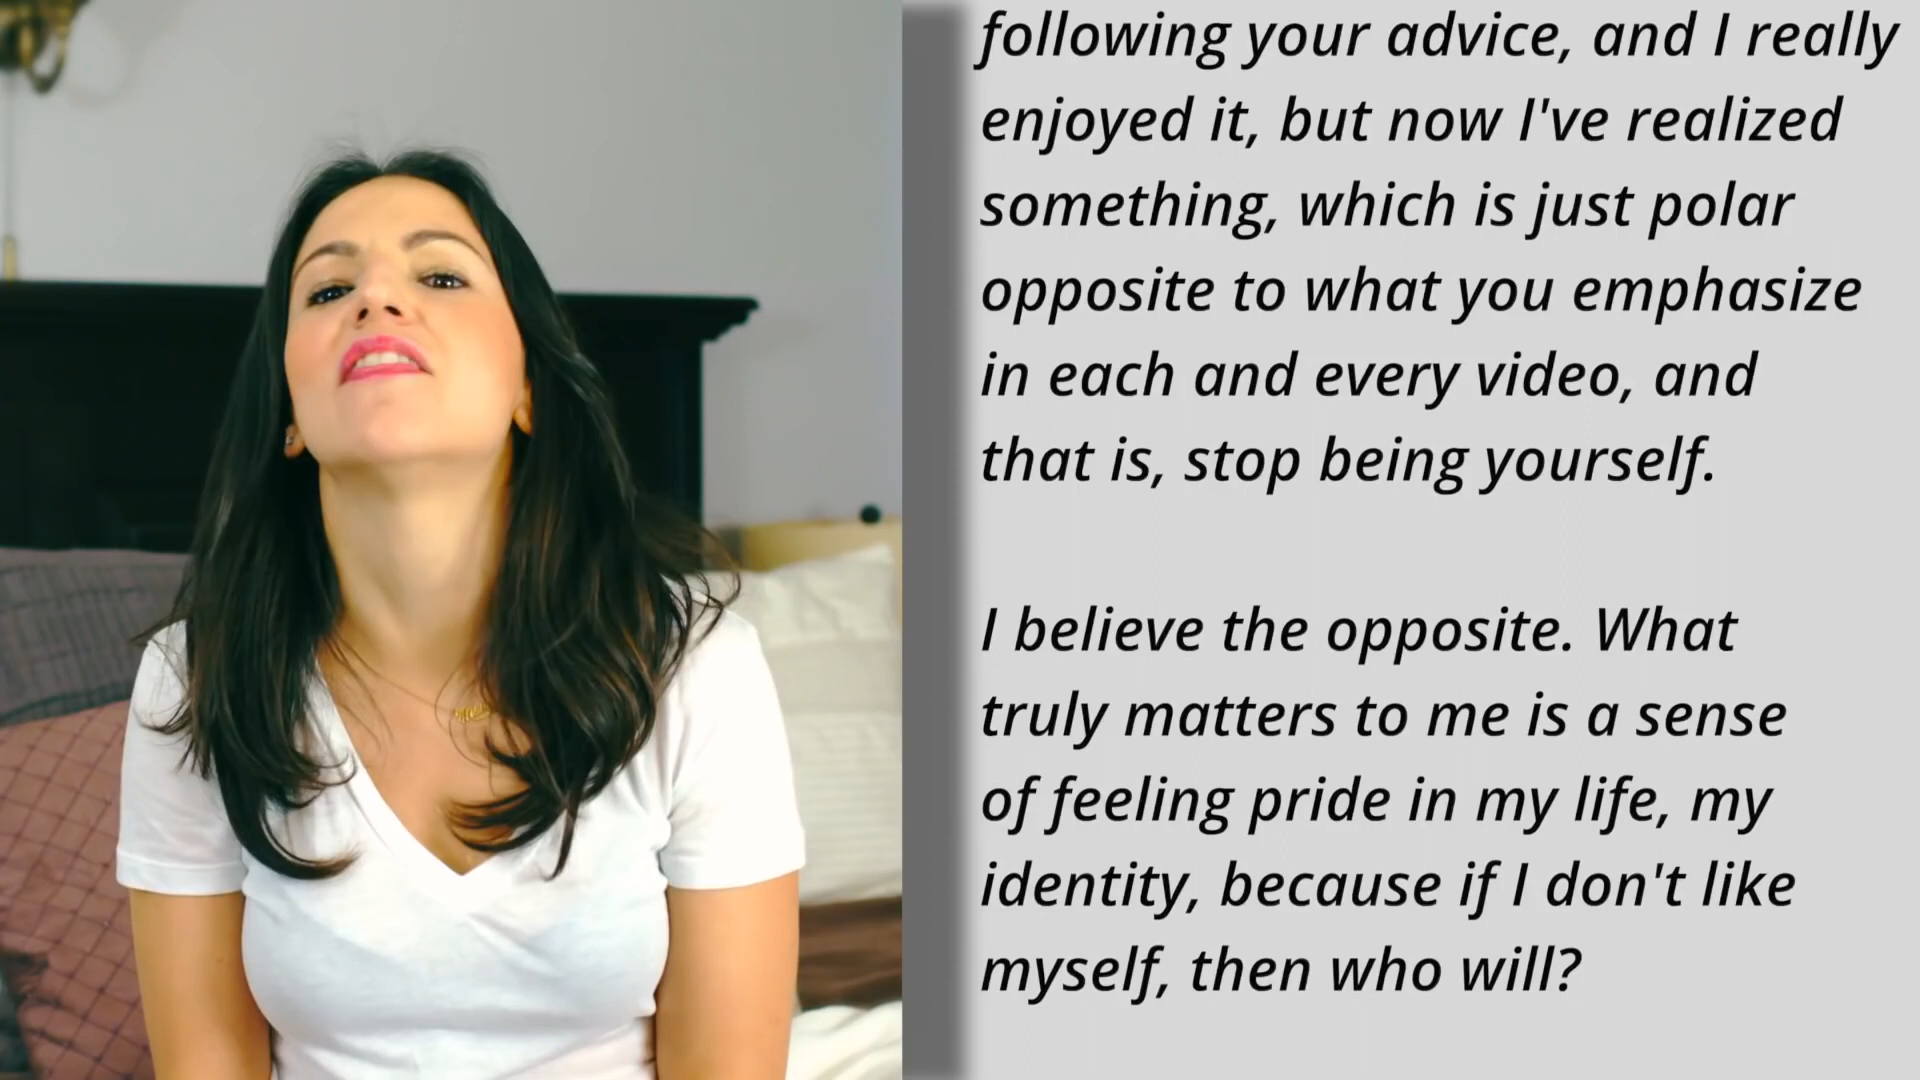 following your advice, and I really
enjoyed it, but now I've realized
something, which is just polar
opposite to what you emphasize
in each and every video, and
that is, stop being yourself.
I believe the opposite. What
truly matters to me is a sense
of feeling pride in my life, my
identity, because if I don't like
myself, then who will?